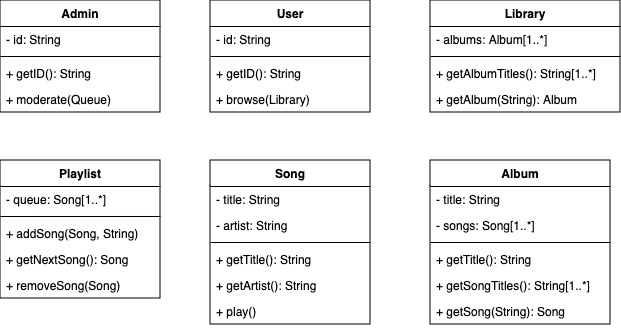 Admin
- id: String
+ getID(): String
+ moderate(Queue)
User
- id: String
+ getID(): String
+ browse(Library)
Library
- albums: Album[1..*]
+ getAlbumTitles(): String[1..*]
+ getAlbum(String): Album
Playlist
- queue: Song[1..*]
+ addSong(Song, String)
+ getNextSong(): Song
+ removeSong(Song)
Song
- title: String
- artist: String
+ getTitle(): String
+ getArtist(): String
+ play()
Album
- title: String
- songs: Song[1..*]
+ getTitle(): String
+ getSongTitles(): String[1..*]
+ getSong(String): Song